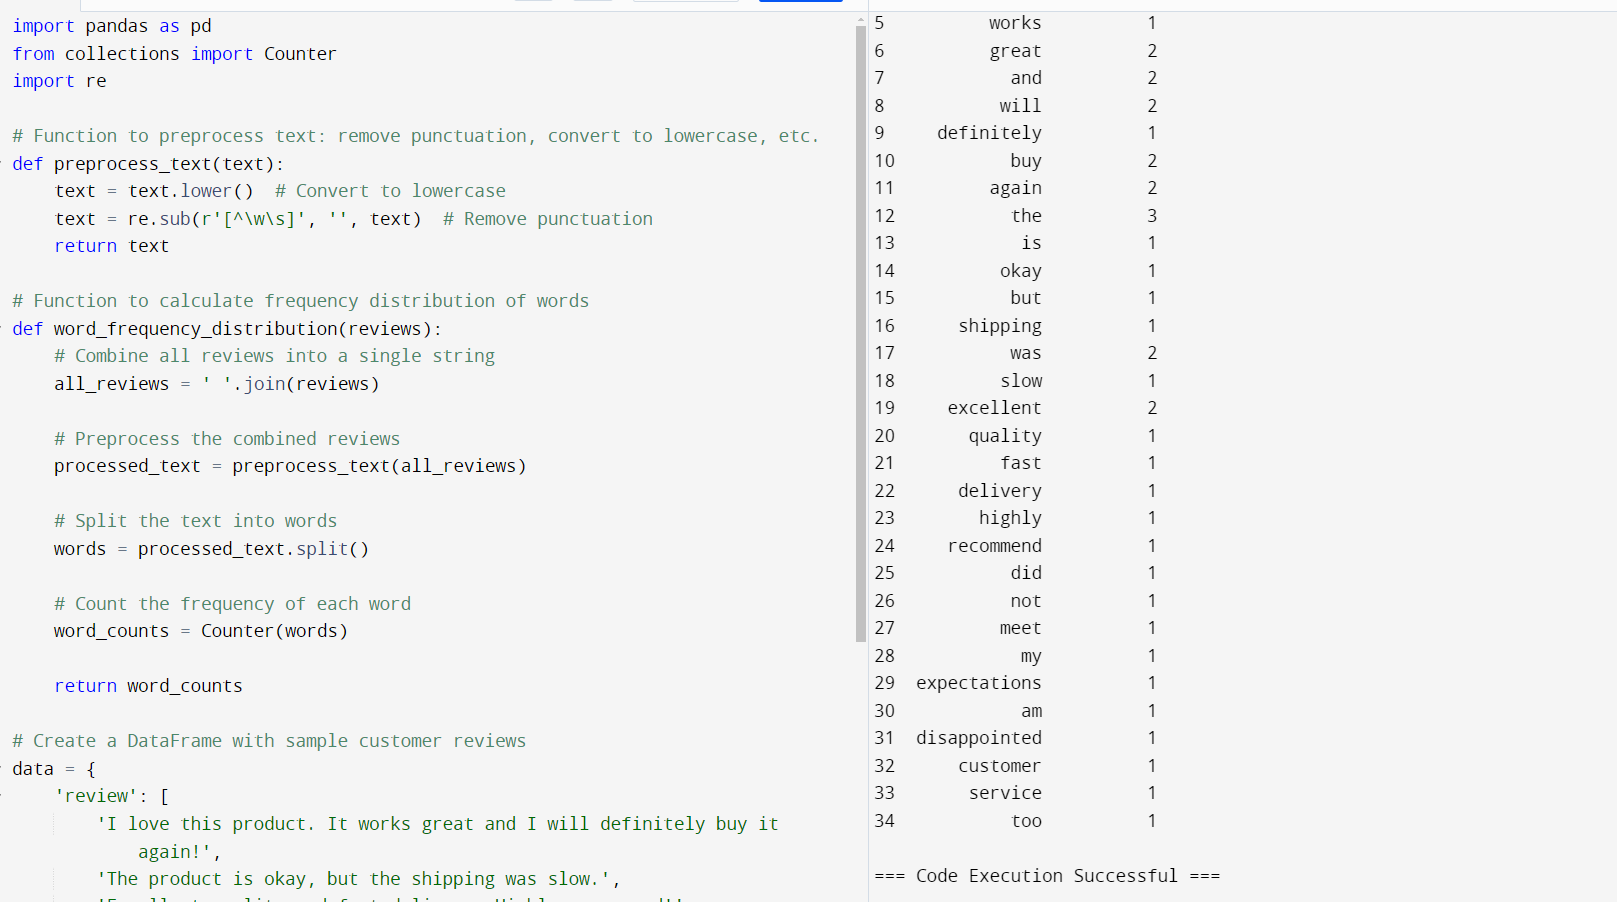 import pandas as pd
from collections import Counter
import re
# Function to preprocess text: remove punctuation, convert to lowercase, etc.
def preprocess_text(text):
    text = text.lower()  # Convert to lowercase
    text = re.sub(r'[^\w\s]', '', text)  # Remove punctuation
    return text
# Function to calculate frequency distribution of words
def word_frequency_distribution(reviews):
    # Combine all reviews into a single string
    all_reviews = ' '.join(reviews)
    # Preprocess the combined reviews
    processed_text = preprocess_text(all_reviews)
    # Split the text into words
    words = processed_text.split()
    # Count the frequency of each word
    word_counts = Counter(words)
    return word_counts
# Create a DataFrame with sample customer reviews
data = {
    'review': [
        'I love this product. It works great and I will definitely buy it
            again!',
        'The product is okay, but the shipping was slow.',
5 works 1
6 great 2
7 and 2
8 will 2
9 definitely 1
10 buy 2
11 again 2
12 the 3
13 is 1
14 okay 1
15 but 1
16 shipping 1
17 was 2
18 slow 1
19 excellent 2
20 quality 1
21 fast 1
22 delivery 1
23 highly 1
24 recommend 1
25 did 1
26 not 1
27 meet 1
28 my 1
29 expectations 1
30 am 1
31 disappointed 1
32 customer 1
33 service 1
34 too 1
=== Code Execution Successful ===